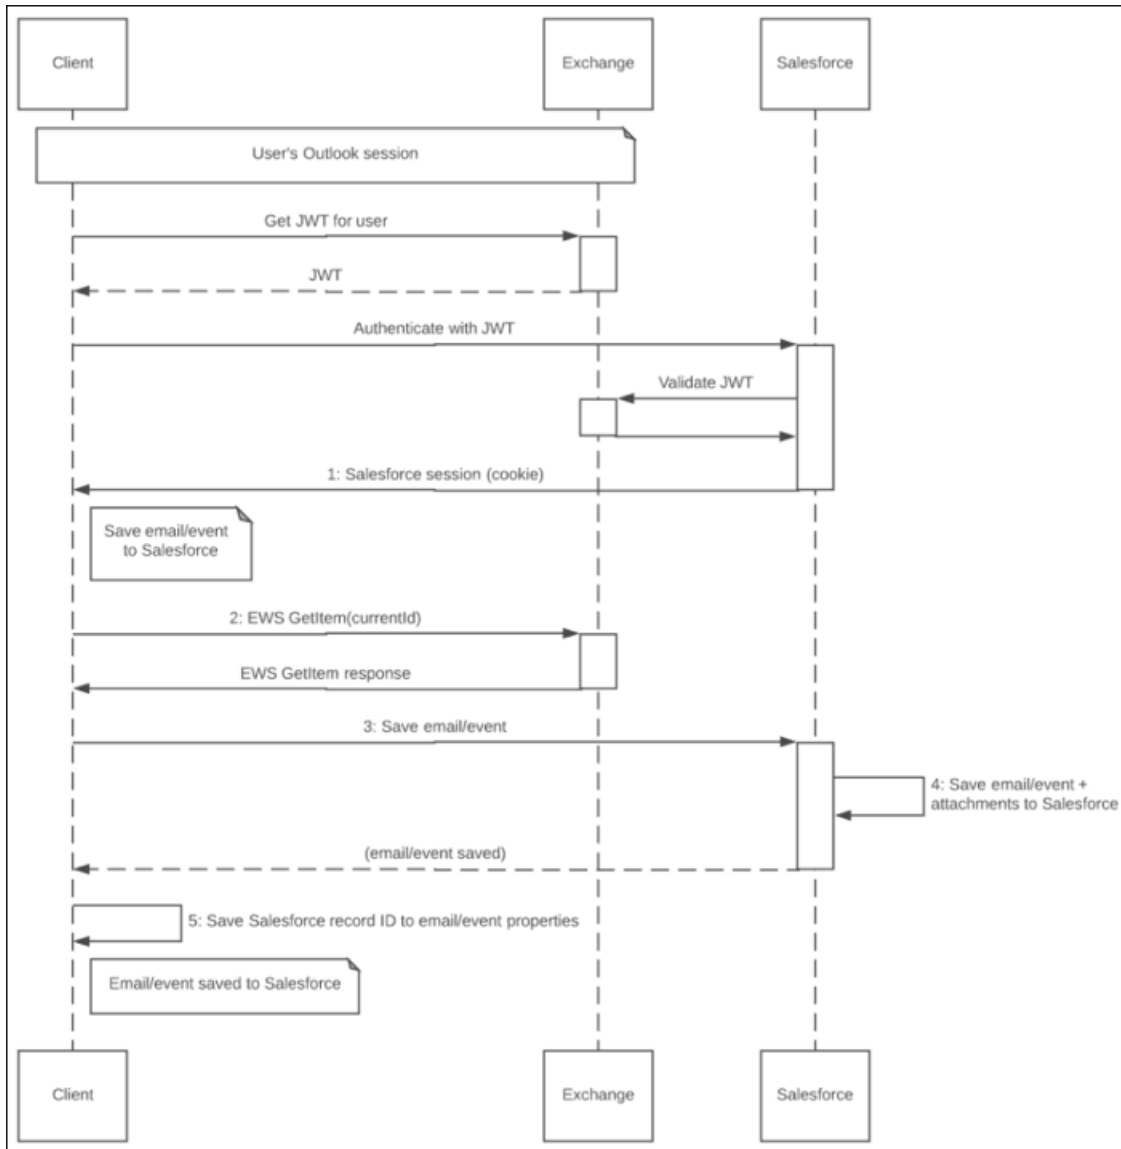 Client
Exchange
Salesforce
User's Outlook session
Get JWT for user
JWT
Authenticate with JWT
Validate JWT
1: Salesforce session (cookie)
Save email/event
to Salesforce
2: EWS GetItem(currentId)
EWS GetItem response
3: Save email/event
4: Save email/event +
attachments to Salesforce
(email/event saved)
5: Save Salesforce record ID to email/event properties
Email/event saved to Salesforce
Client
Exchange
Salesforce